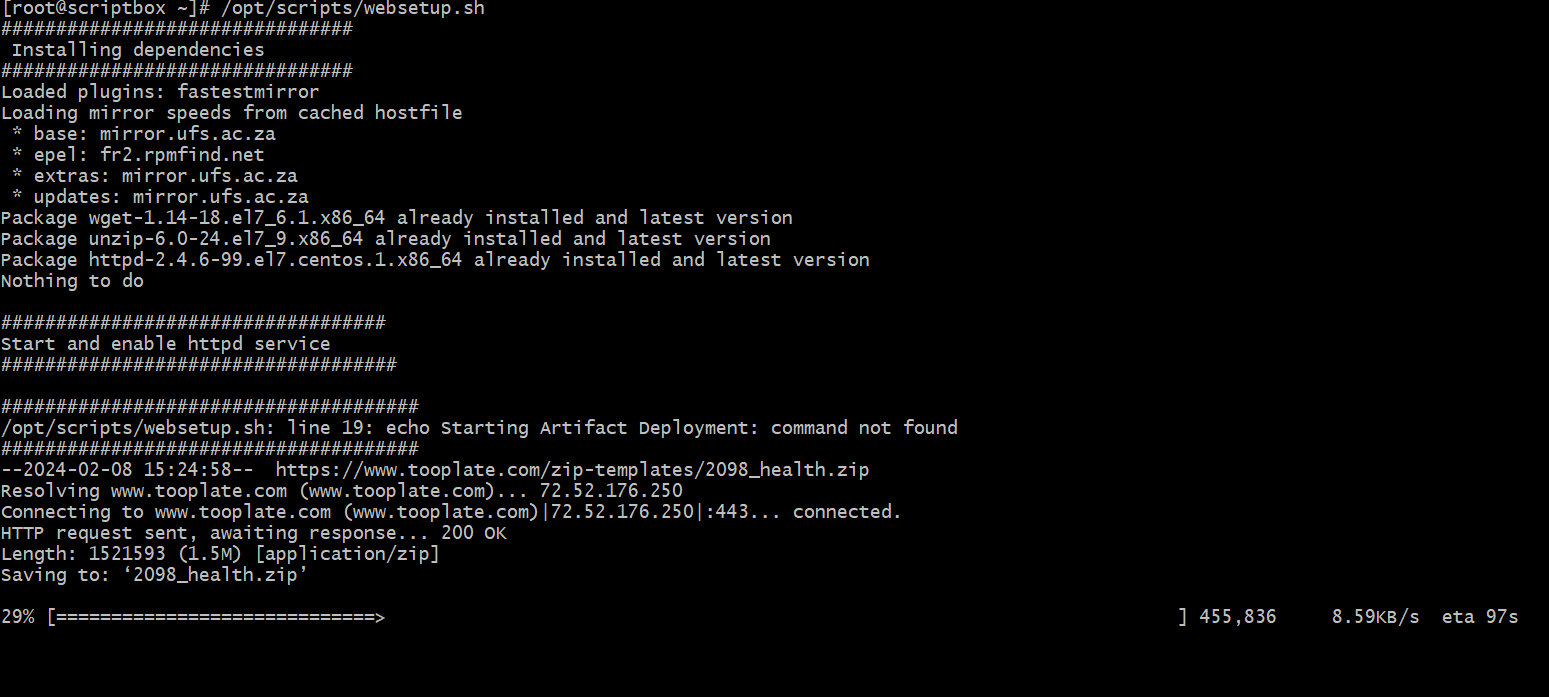 [root@scriptbox ~]# /opt/scripts/websetup.sh
################################
 Installing dependencies
################################
Loaded plugins: fastestmirror
Loading mirror speeds from cached hostfile
 * base: mirror.ufs.ac.za
 * epel: fr2.rpmfind.net
 * extras: mirror.ufs.ac.za
 * updates: mirror.ufs.ac.za
Package wget-1.14-18.el7_6.1.x86_64 already installed and latest version
Package unzip-6.0-24.el7_9.x86_64 already installed and latest version
Package httpd-2.4.6-99.el7.centos.1.x86_64 already installed and latest version
Nothing to do

###################################
Start and enable httpd service
####################################

######################################
/opt/scripts/websetup.sh: line 19: echo Starting Artifact Deployment: command not found
######################################
--2024-02-08 15:24:58--  https://www.tooplate.com/zip-templates/2098_health.zip
Resolving www.tooplate.com (www.tooplate.com)... 72.52.176.250
Connecting to www.tooplate.com (www.tooplate.com)|72.52.176.250|:443... connected.
HTTP request sent, awaiting response... 200 OK
Length: 1521593 (1.5M) [application/zip]
Saving to: ‘2098_health.zip’

29% [=============================>                                                                        ] 455,836     8.59KB/s  eta 97s